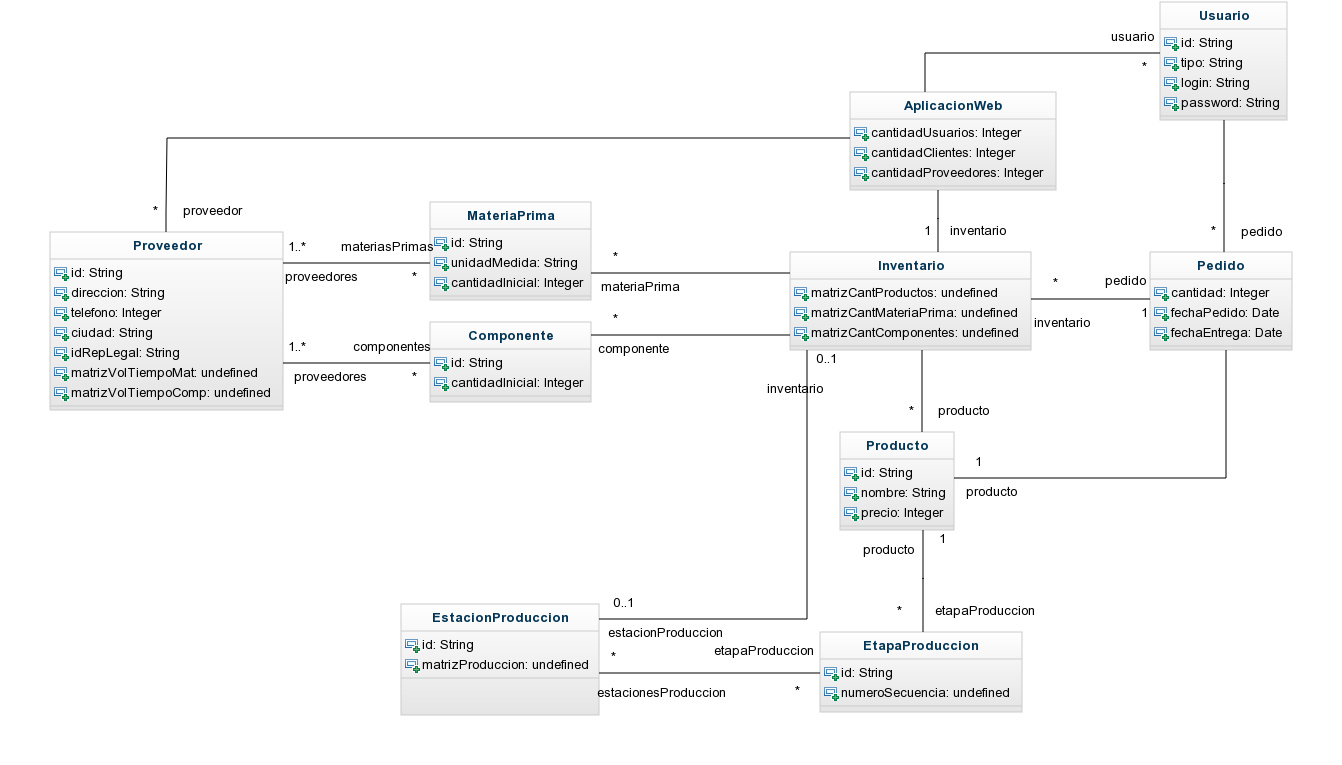 Usuario
id: String
tipo: String
login: String
password: String
usuario
*
AplicacionWeb
cantidadUsuarios: Integer
cantidadClientes: Integer
cantidadProveedores: Integer
* proveedor
1 inventario
* pedido
Proveedor
id: String
direccion: String
telefono: Integer
ciudad: String
idRepLegal: String
matrizVolTiempoMat: undefined
matrizVolTiempoComp: undefined
1..* materiasPrimas
proveedores *
1..* componentes
proveedores *
MateriaPrima
id: String
unidadMedida: String
cantidadInicial: Integer
*
materiaPrima
Componente
id: String
cantidadInicial: Integer
*
componente
Inventario
matrizCantProductos: undefined
matrizCantMateriaPrima: undefined
matrizCantComponentes: undefined
* pedido
inventario 1
Pedido
cantidad: Integer
fechaPedido: Date
fechaEntrega: Date
0..1
inventario
* producto
Producto
id: String
nombre: String
precio: Integer
1
producto
1
producto
* etapaProduccion
0..1
estacionProduccion
EstacionProduccion
id: String
matrizProduccion: undefined
* etapaProduccion
estacionesProduccion *
EtapaProduccion
id: String
numeroSecuencia: undefined